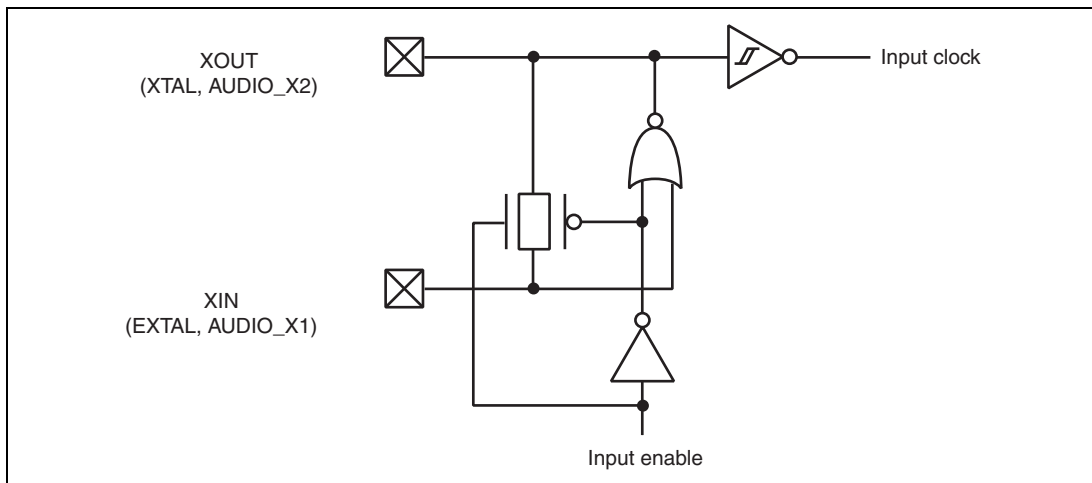 XOUT
(XTAL, AUDIO_X2)
Input clock
XIN
(EXTAL, AUDIO_X1)
Input enable